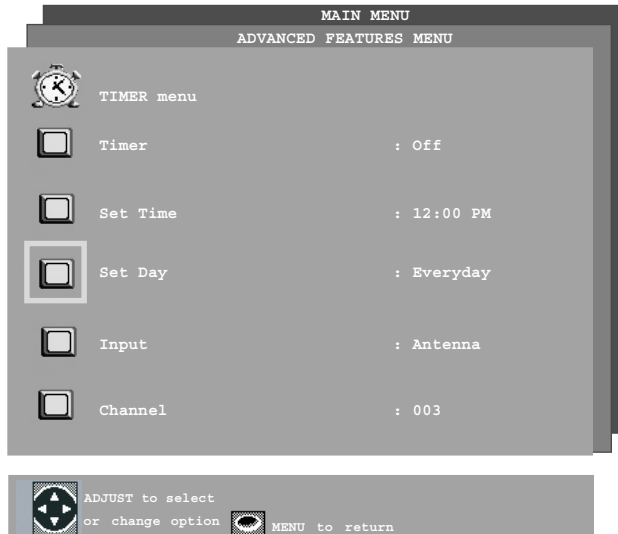 MAIN MENU
ADVANCED FEATURES MENU
TIMER menu
Timer : Off
Set Time : 12:00 PM
Set Day : Everyday
Input : Antenna
Channel : 003
ADJUST to select
or change option MENU to return